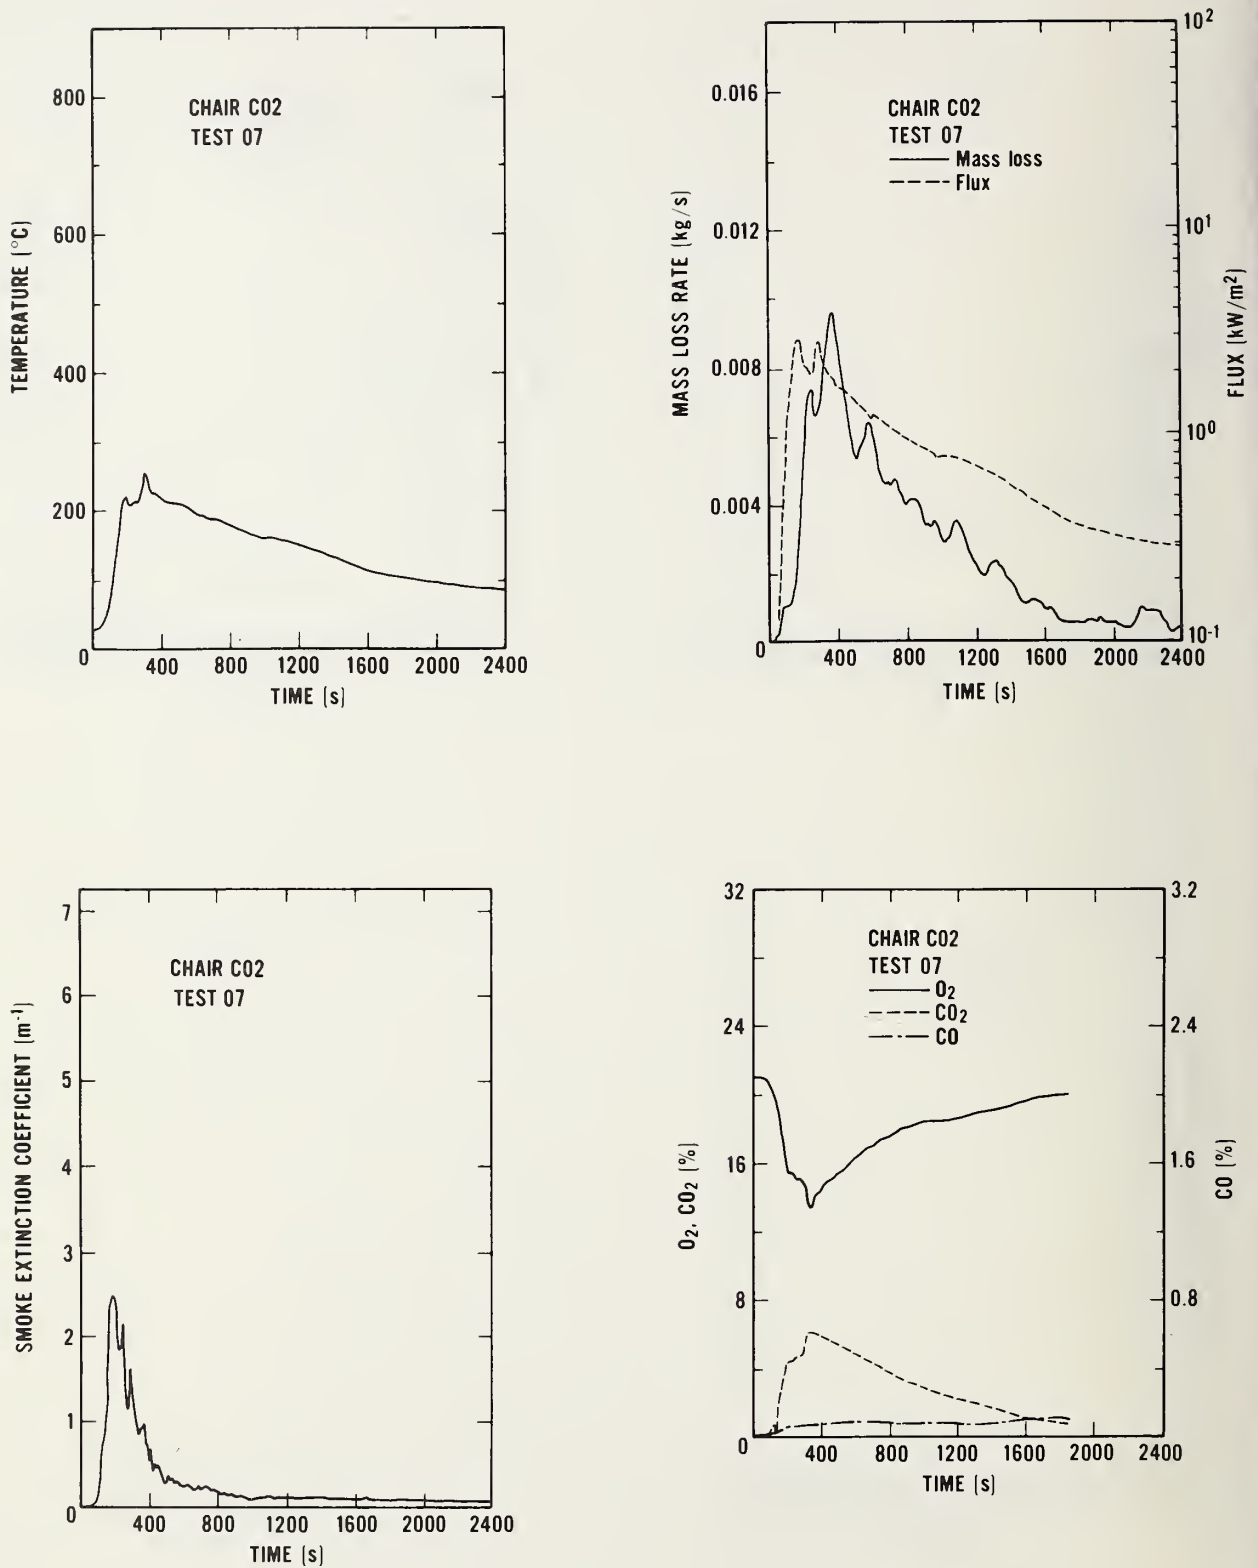 CHAIR C02
TEST 07
TEMPERATURE (°C)
800
600
400
200
0
400 800 1200 1600 2000 2400
TIME (s)
CHAIR C02
TEST 07
Mass loss
Flux
MASS LOSS RATE (kg/s)
0.016
0.012
0.008
0.004
0
400 800 1200 1600 2000 2400
TIME (s)
10²
10¹
10⁰
10⁻¹
FLUX (kW/m²)
CHAIR C02
TEST 07
SMOKE EXTINCTION COEFFICIENT (m⁻¹)
7
6
5
4
3
2
1
0
400 800 1200 1600 2000 2400
TIME (s)
CHAIR C02
TEST 07
O₂
CO₂
CO
O₂, CO₂ (%)
32
24
16
8
0
400 800 1200 1600 2000 2400
TIME (s)
3.2
2.4
1.6
0.8
CO (%)